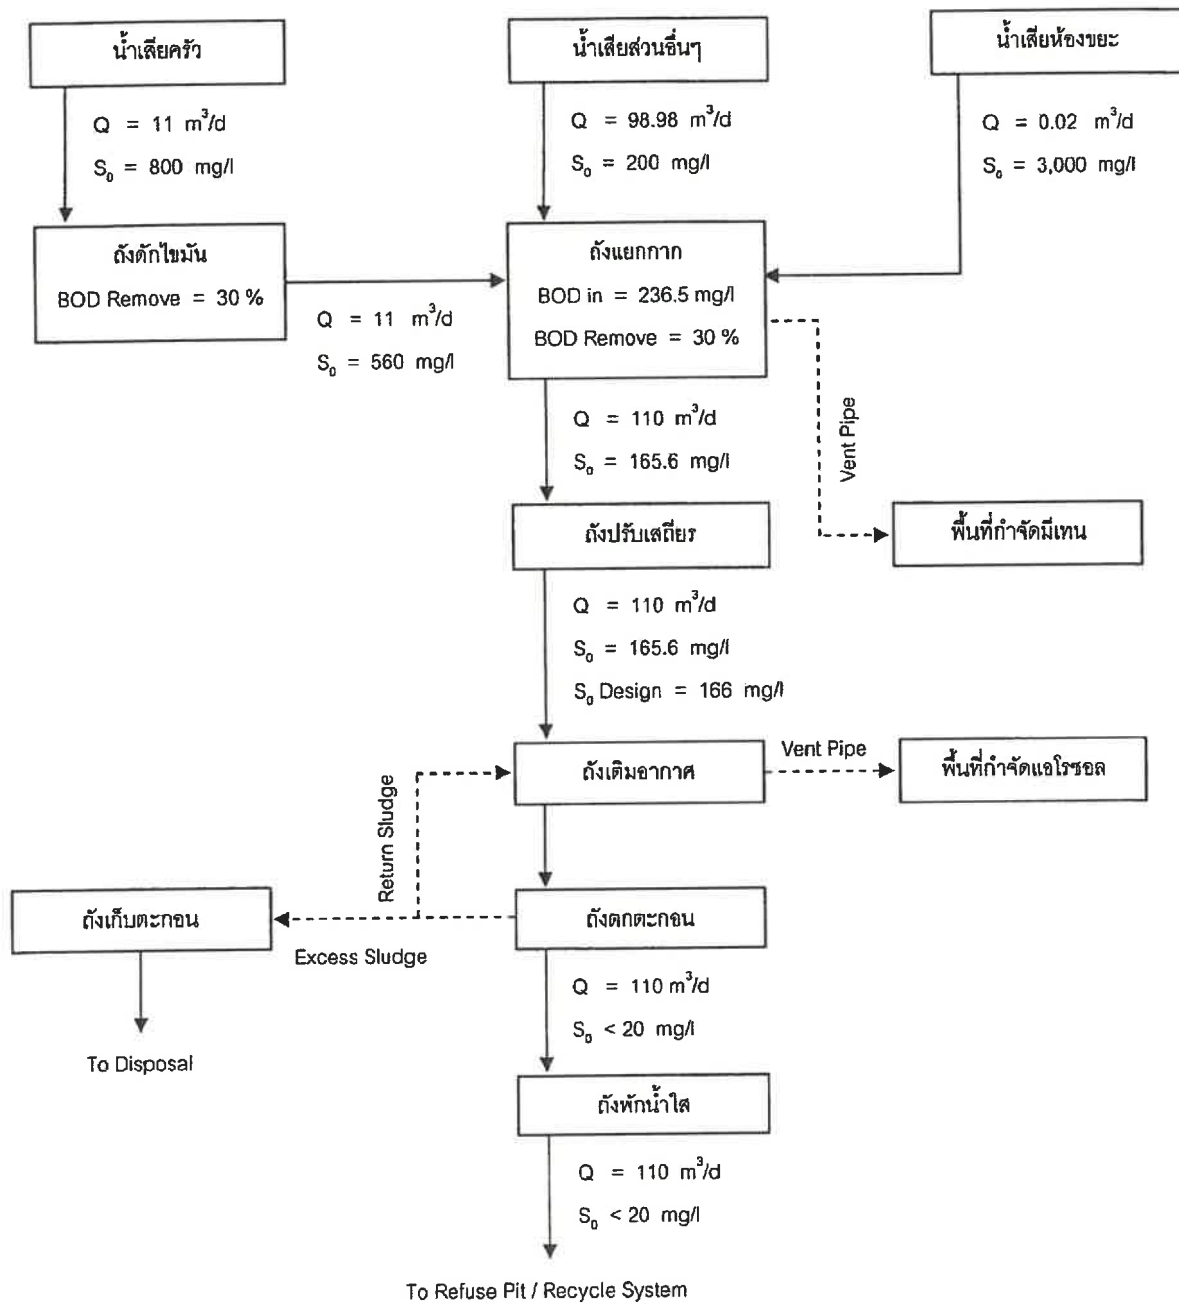 น้ำเสียครัว
น้ำเสียส่วนอื่นๆ
น้ำเสียห้องขยะ
Q = 11 m³/d
S₀ = 800 mg/l
Q = 98.98 m³/d
S₀ = 200 mg/l
Q = 0.02 m³/d
S₀ = 3,000 mg/l
ถังดักไขมัน
BOD Remove = 30 %
Q = 11 m³/d
S₀ = 560 mg/l
ถังแยกกาก
BOD in = 236.5 mg/l
BOD Remove = 30 %
Vent Pipe
Q = 110 m³/d
S₀ = 165.6 mg/l
ถังปรับเสถียร
พื้นที่กำจัดมีเทน
Q = 110 m³/d
S₀ = 165.6 mg/l
S₀ Design = 166 mg/l
ถังเติมอากาศ
Vent Pipe
พื้นที่กำจัดแอโรซอล
Return Sludge
ถังเก็บตะกอน
Excess Sludge
ถังตกตะกอน
To Disposal
Q = 110 m³/d
S₀ < 20 mg/l
ถังพักน้ำใส
Q = 110 m³/d
S₀ < 20 mg/l
To Refuse Pit / Recycle System